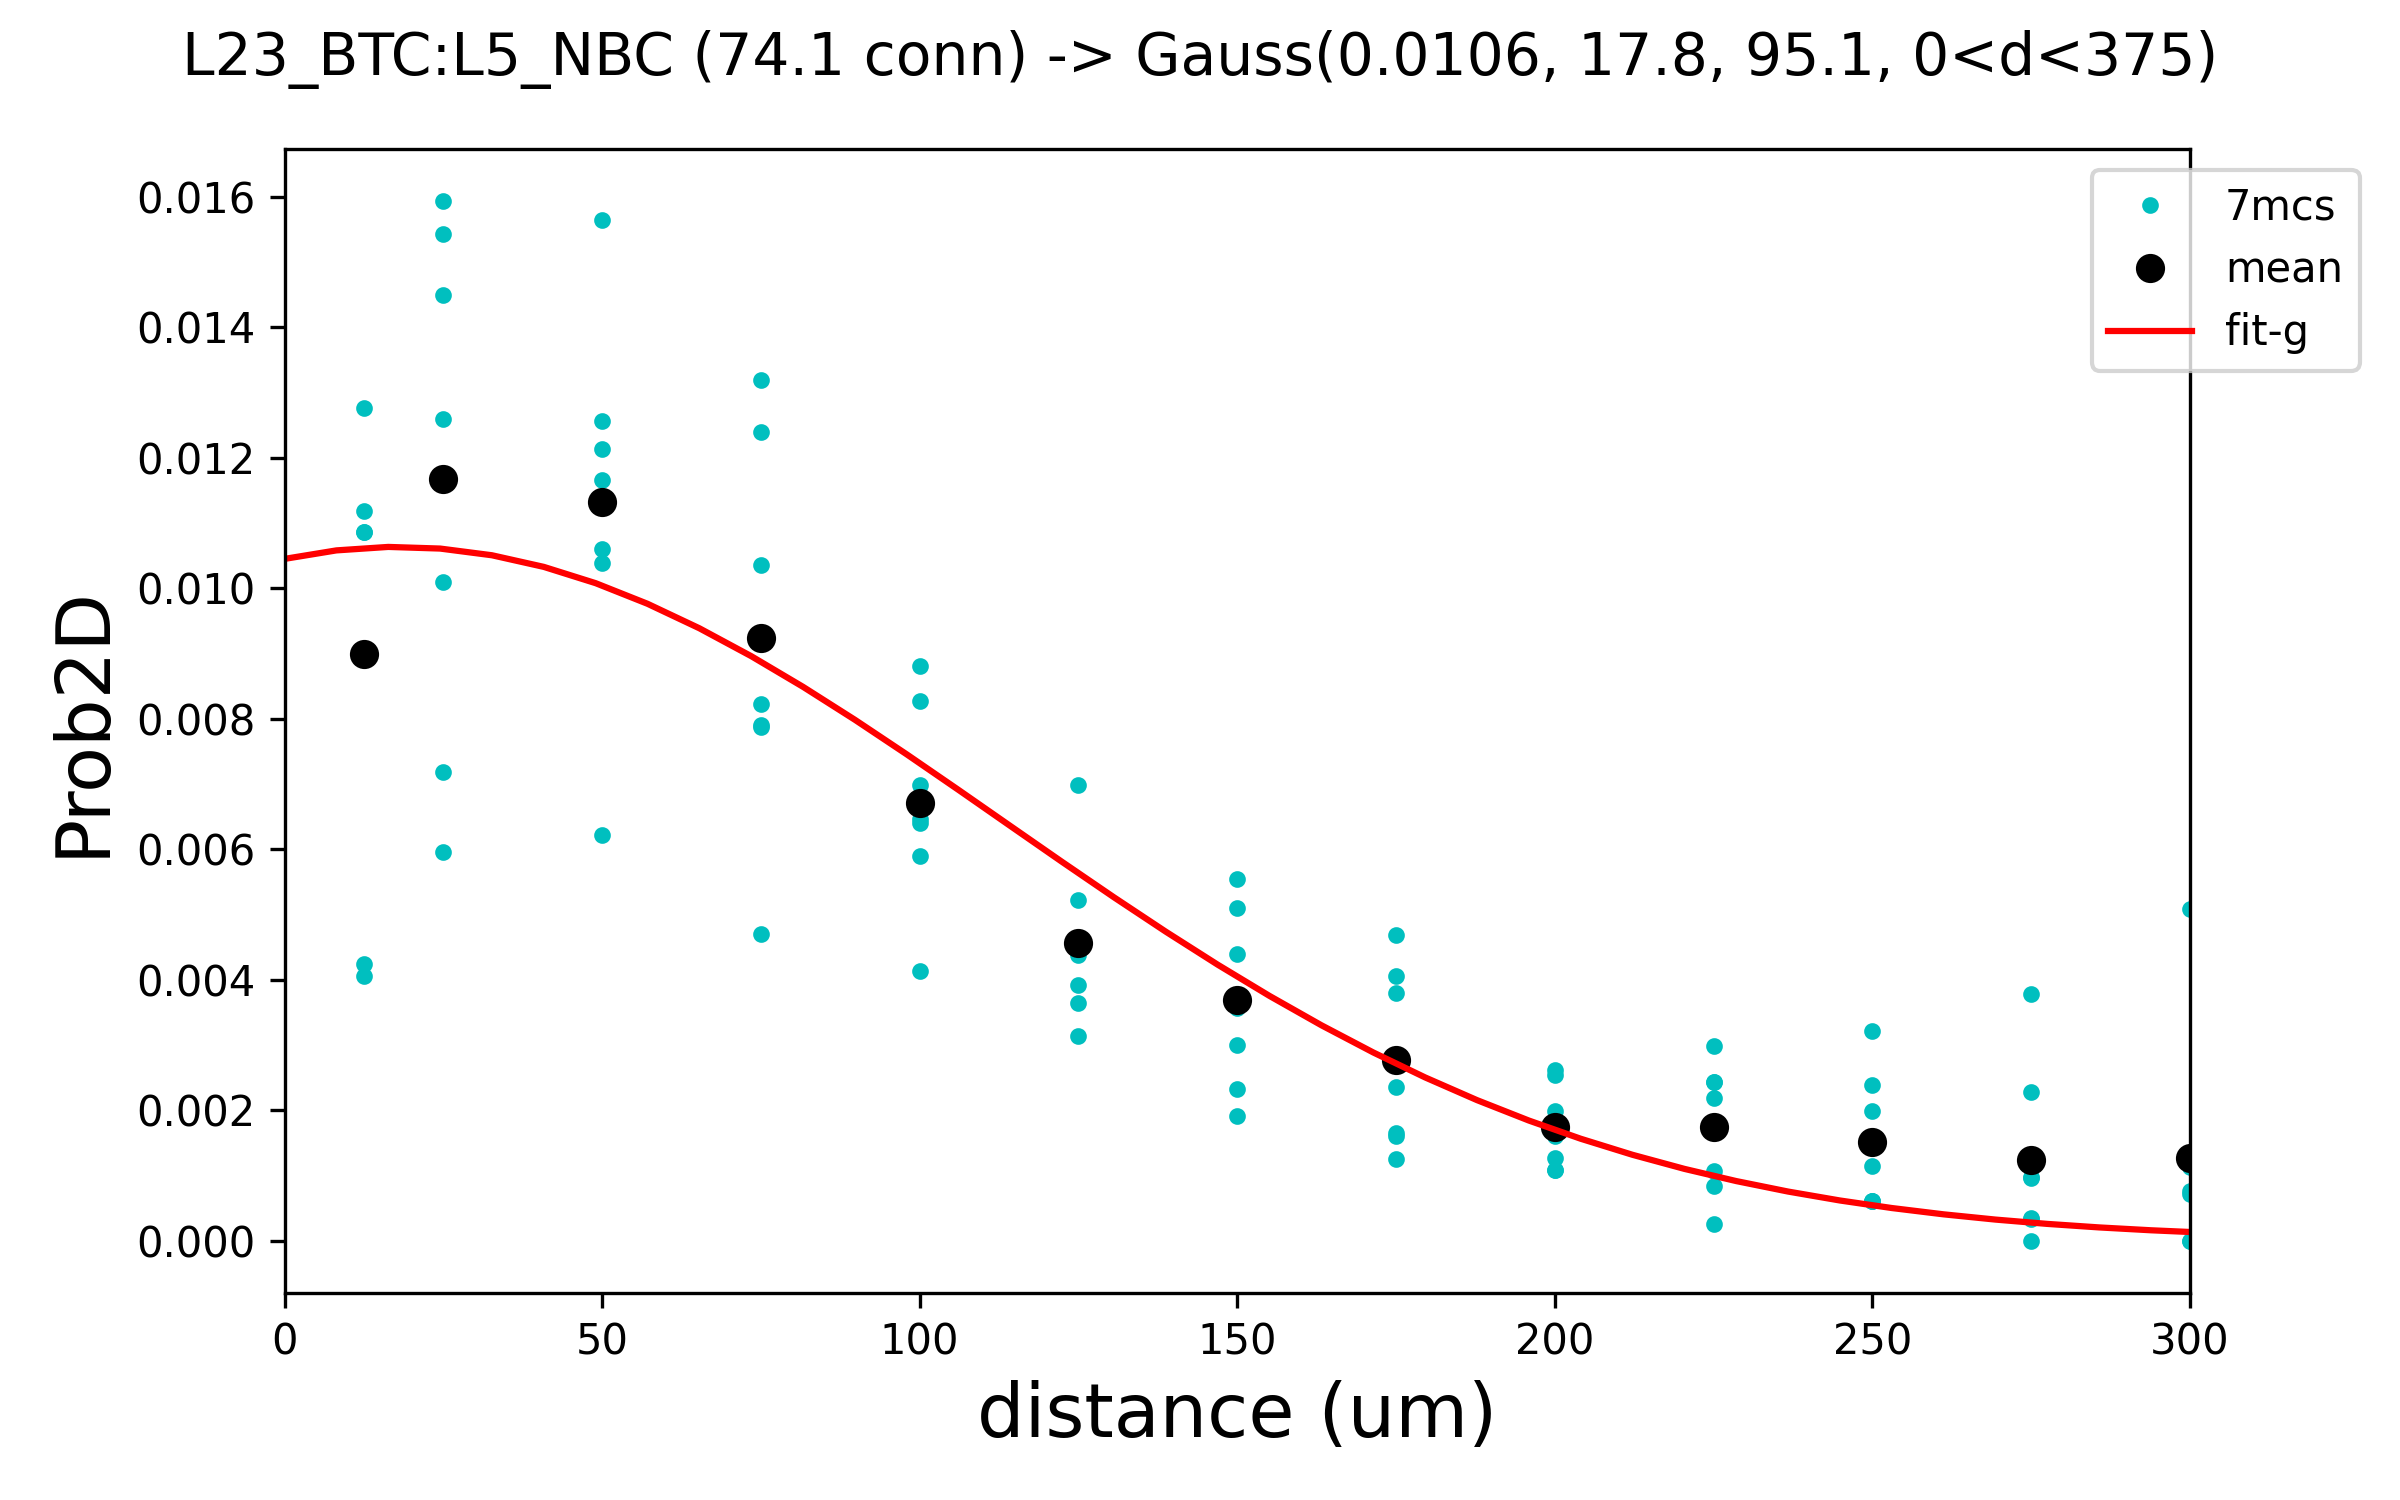 L23_BTC:L5_NBC (74.1 conn) -> Gauss(0.0106, 17.8, 95.1, 0<d<375)
7mcs
mean
fit-g
Prob2D
0.016
0.014
0.012
0.010
0.008
0.006
0.004
0.002
0.000
0 50 100 150 200 250 300
distance (um)